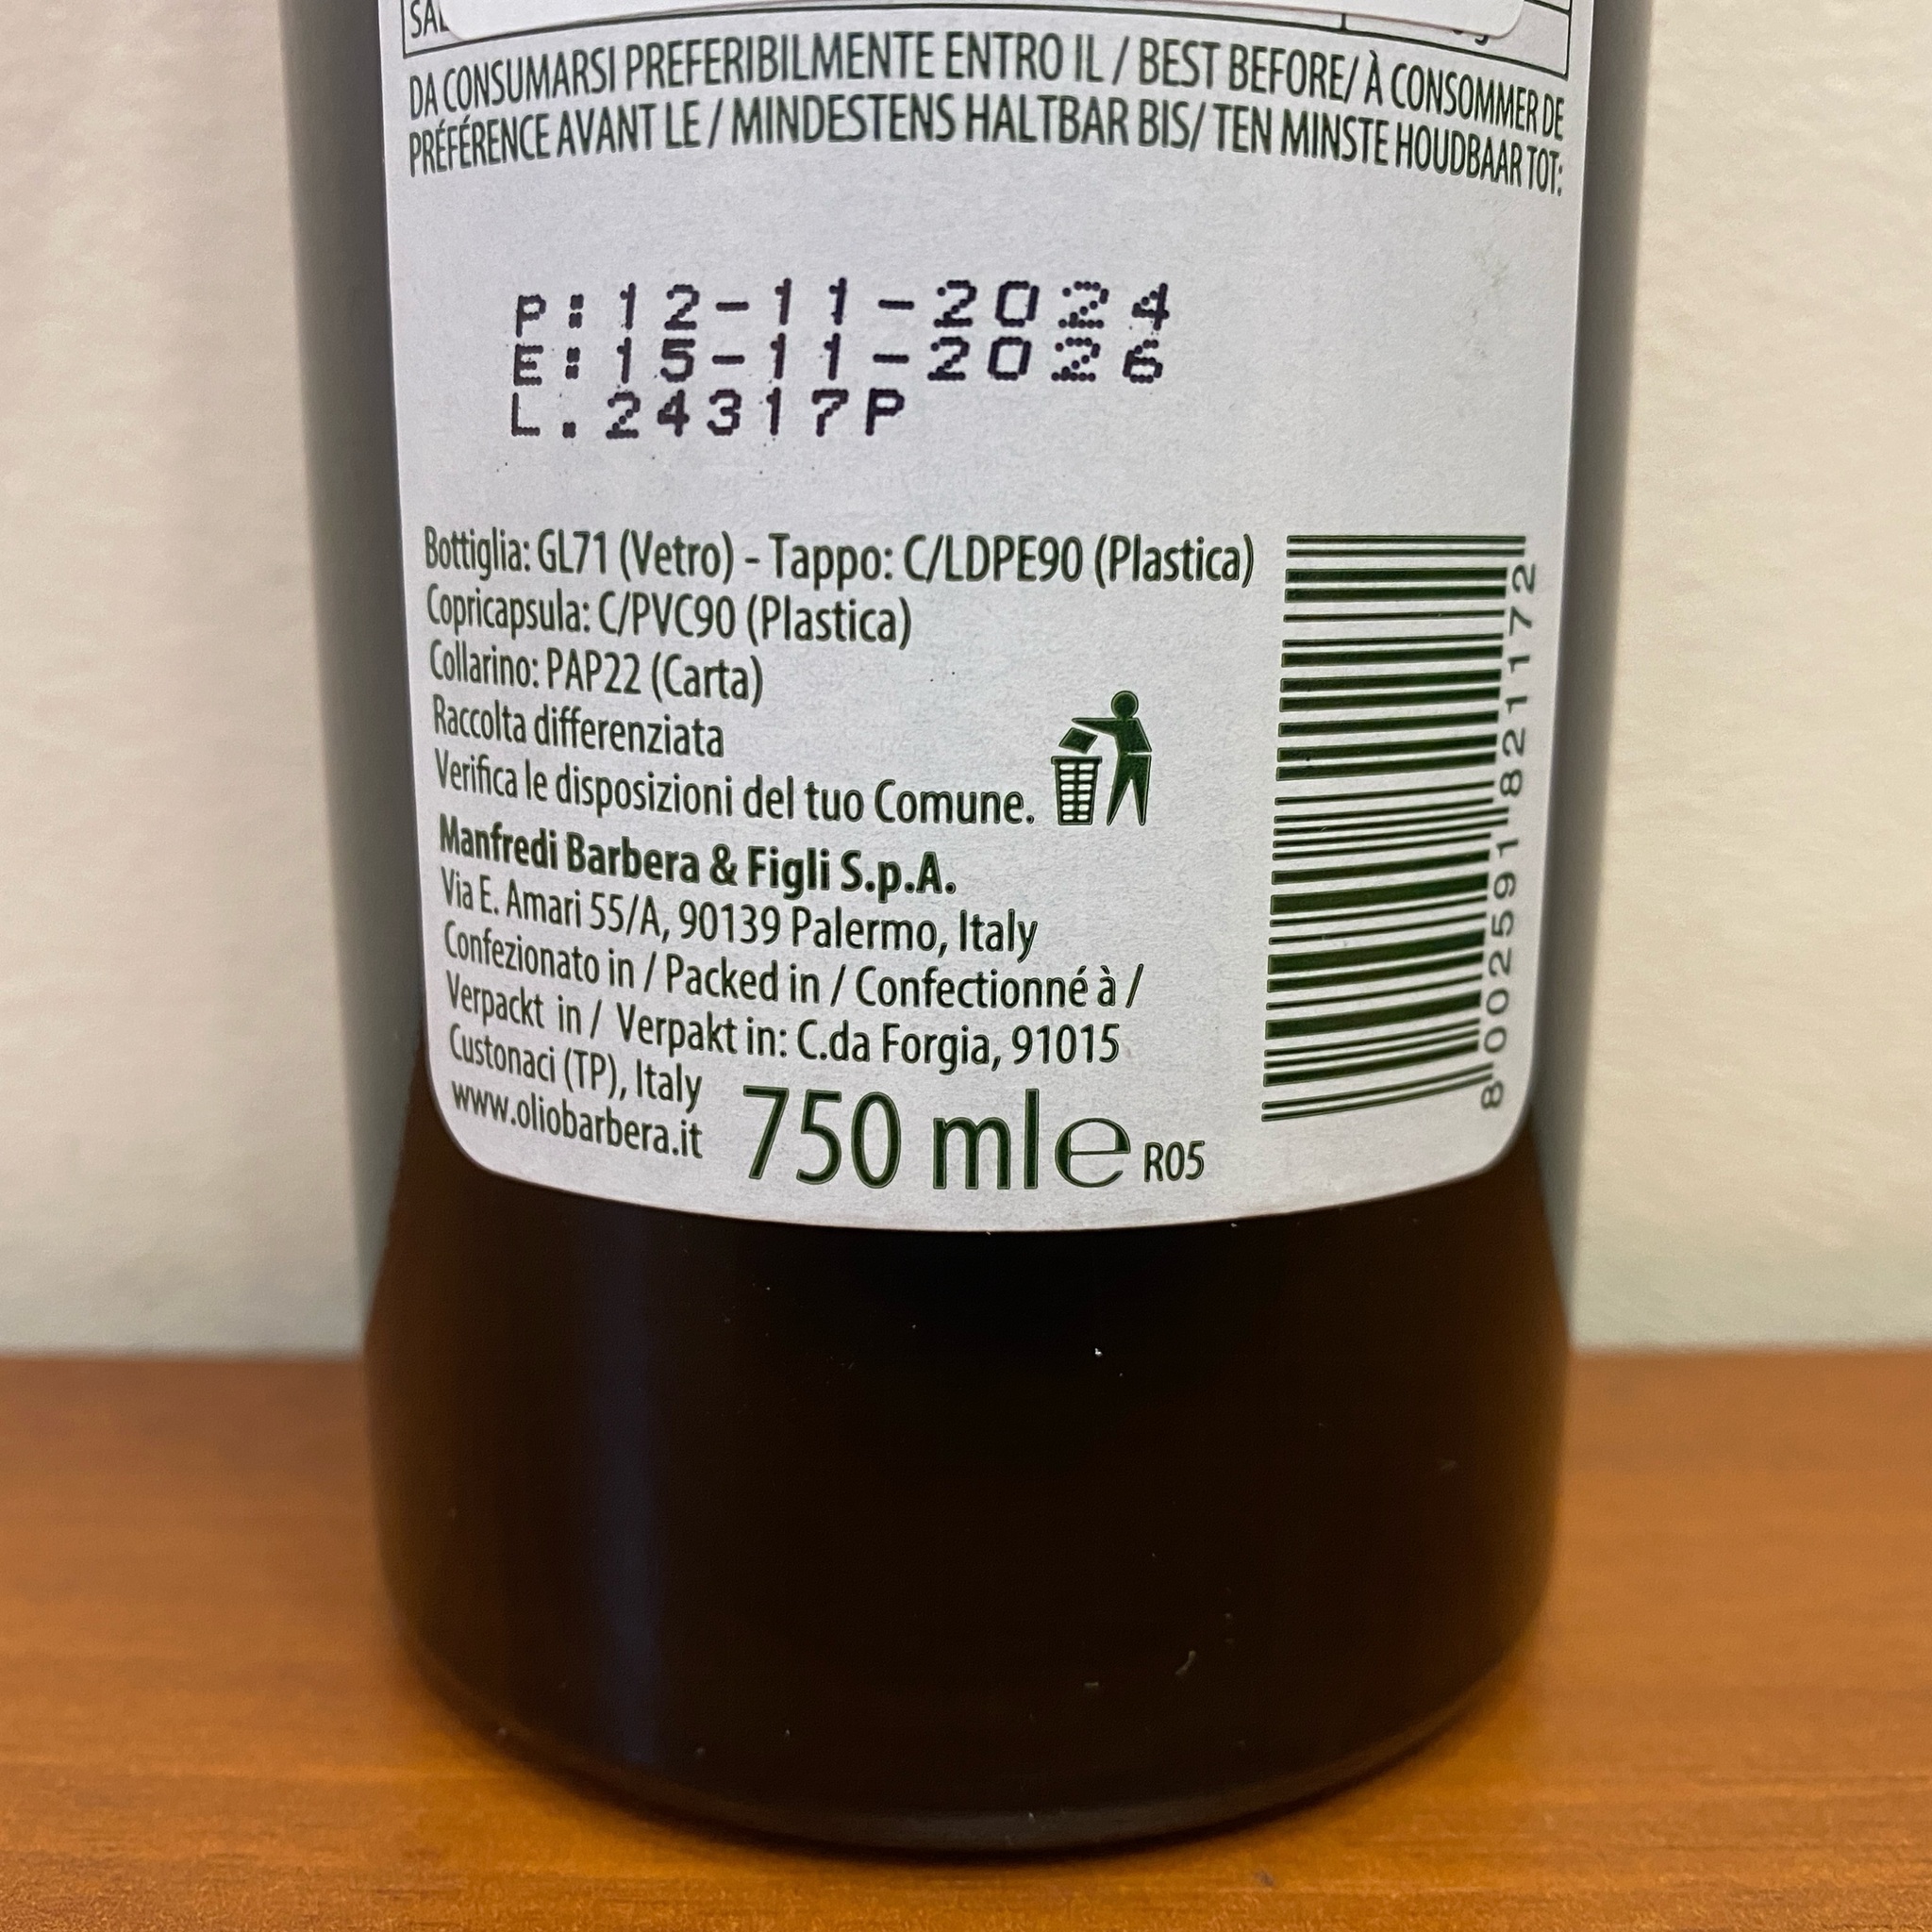 DA CONSUMARSI PREFERIBILMENTE ENTRO IL / BEST BEFORE/ À CONSOMMER DE
PRÉFÉRENCE AVANT LE / MINDESTENS HALTBAR BIS/ TEN MINSTE HOUDBAAR TOT:
P:12-11-2024
E:15-11-2026
L.24317P
Bottiglia: GL71 (Vetro) - Tappo: C/LDPE90 (Plastica)
Copricapsula: C/PVC90 (Plastica)
Collarino: PAP22 (Carta)
Raccolta differenziata
Verifica le disposizioni del tuo Comune.
Manfredi Barbera & Figli S.p.A.
Via E. Amari 55/A, 90139 Palermo, Italy
Confezionato in / Packed in / Confectionné à /
Verpackt in / Verpakt in: C.da Forgia, 91015
Custonaci (TP), Italy
www.oliobarbera.it
750 ml e R05
8 002591 821172